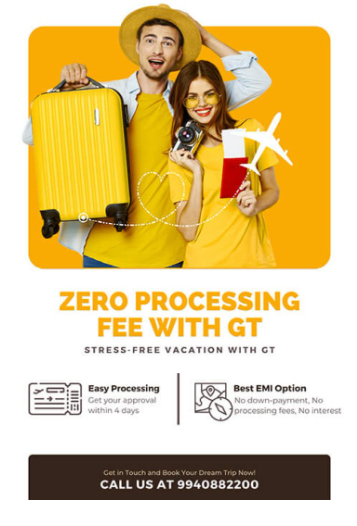 ZERO PROCESSING
FEE WITH GT
STRESS-FREE VACATION WITH GT
Easy Processing
Get your approval
within 4 days
Best EMI Option
No down-payment, No
processing fees, No interest
Get in Touch and Book Your Dream Trip Now!
CALL US AT 9940882200